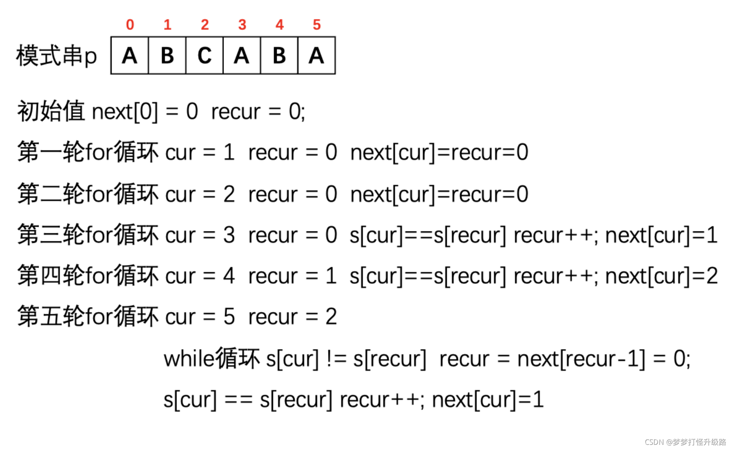 0 1 2 3 4 5
模式串p A B C A B A
初始值 next[0] = 0 recur = 0;
第一轮for循环 cur = 1 recur = 0 next[cur]=recur=0
第二轮for循环 cur = 2 recur = 0 next[cur]=recur=0
第三轮for循环 cur = 3 recur = 0 s[cur]==s[recur] recur++; next[cur]=1
第四轮for循环 cur = 4 recur = 1 s[cur]==s[recur] recur++; next[cur]=2
第五轮for循环 cur = 5 recur = 2
while循环 s[cur] != s[recur] recur = next[recur-1] = 0;
s[cur] == s[recur] recur++; next[cur]=1
CSDN @梦梦打怪升级路